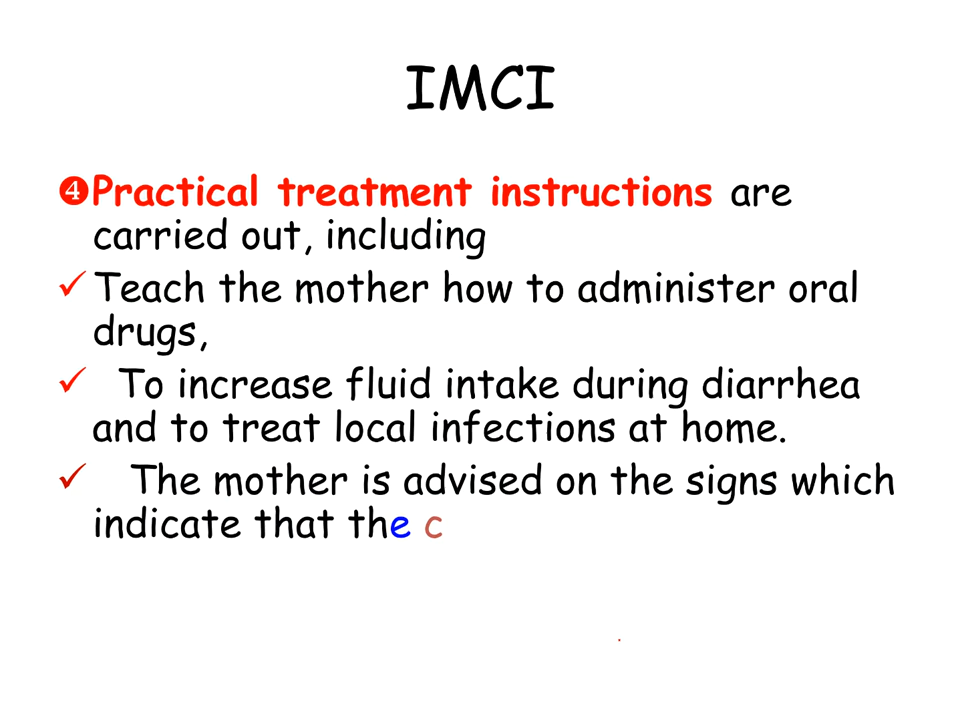 IMCI
❹Practical treatment instructions are
carried out, including
✓ Teach the mother how to administer oral
drugs,
✓ To increase fluid intake during diarrhea
and to treat local infections at home.
✓ The mother is advised on the signs which
indicate that the c
.